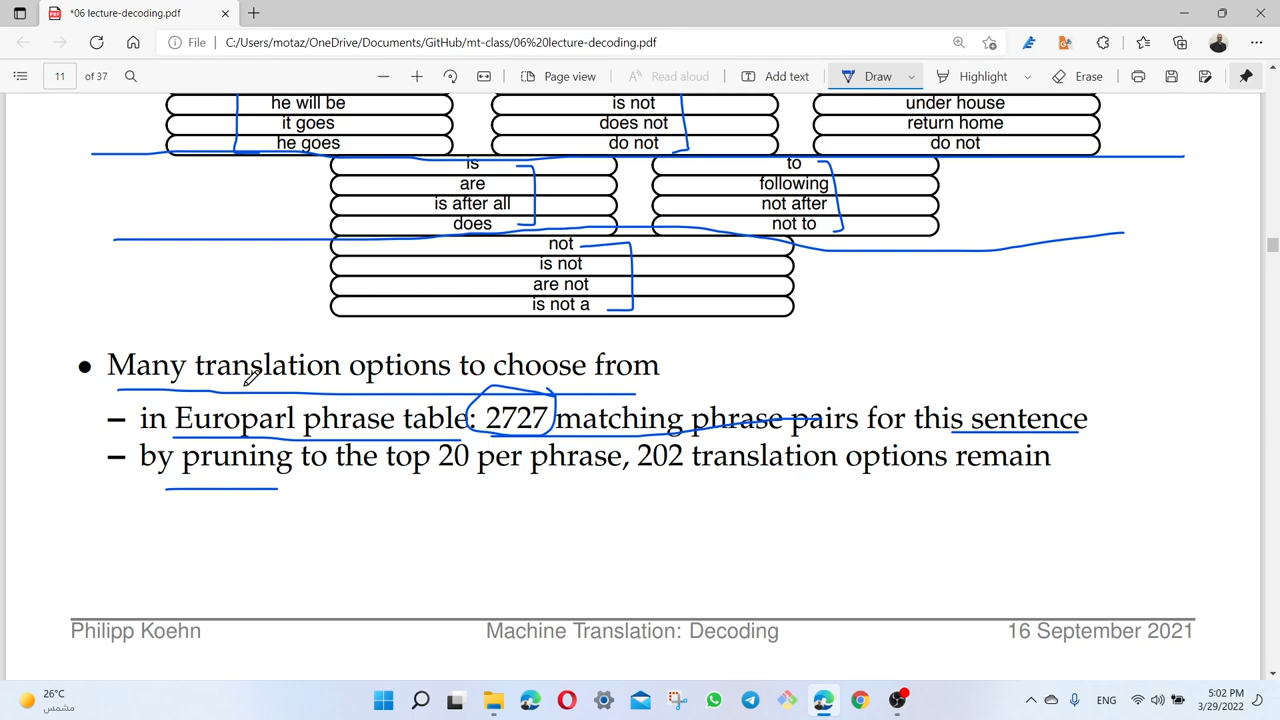 *06 lecture-decoding.pdf
File C:/Users/motaz/OneDrive/Documents/GitHub/mt-class/06%20lecture-decoding.pdf
11 of 37 Page view Read aloud Add text Draw Highlight Erase
he will be is not under house
it goes does not return home
he goes do not do not
is to
are following
is after all not after
does not to
not
is not
are not
is not a
• Many translation options to choose from
– in Europarl phrase table: 2727 matching phrase pairs for this sentence
– by pruning to the top 20 per phrase, 202 translation options remain
Philipp Koehn Machine Translation: Decoding 16 September 2021
26°C
مشمس
ENG
5:02 PM
3/29/2022